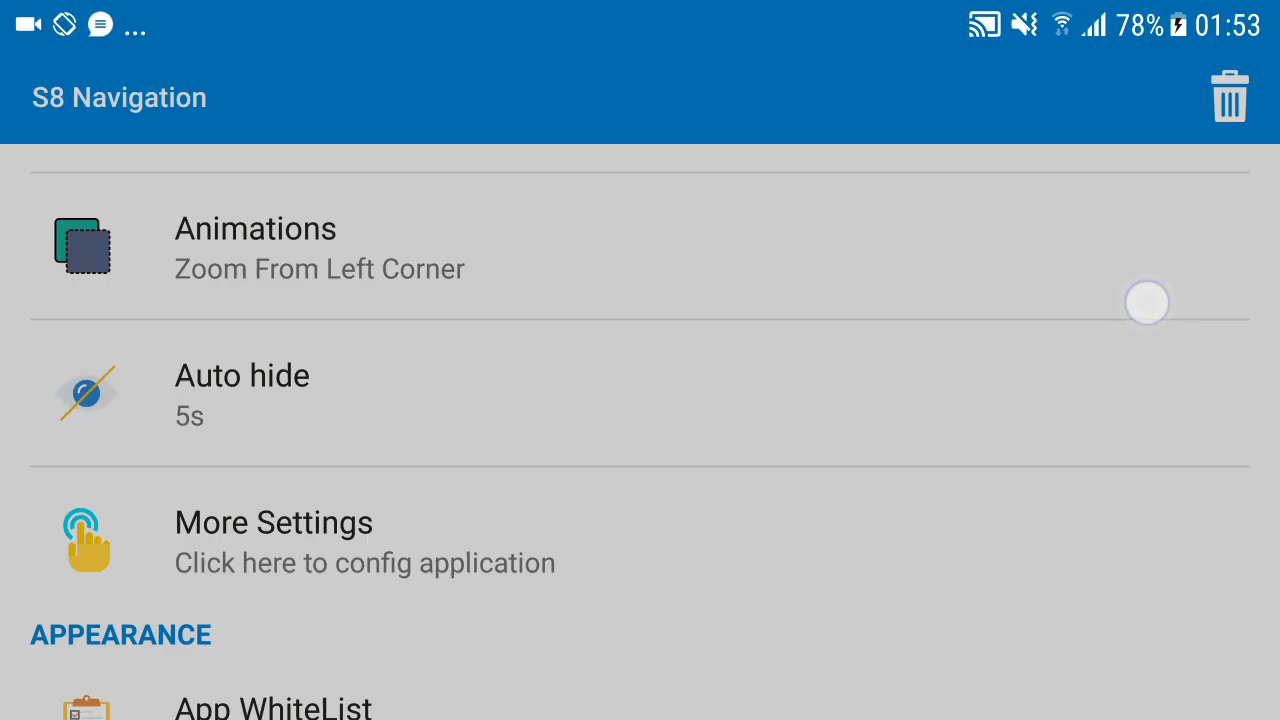 ... 78% 01:53
S8 Navigation
Animations
Zoom From Left Corner
Auto hide
5s
More Settings
Click here to config application
APPEARANCE
App WhiteList